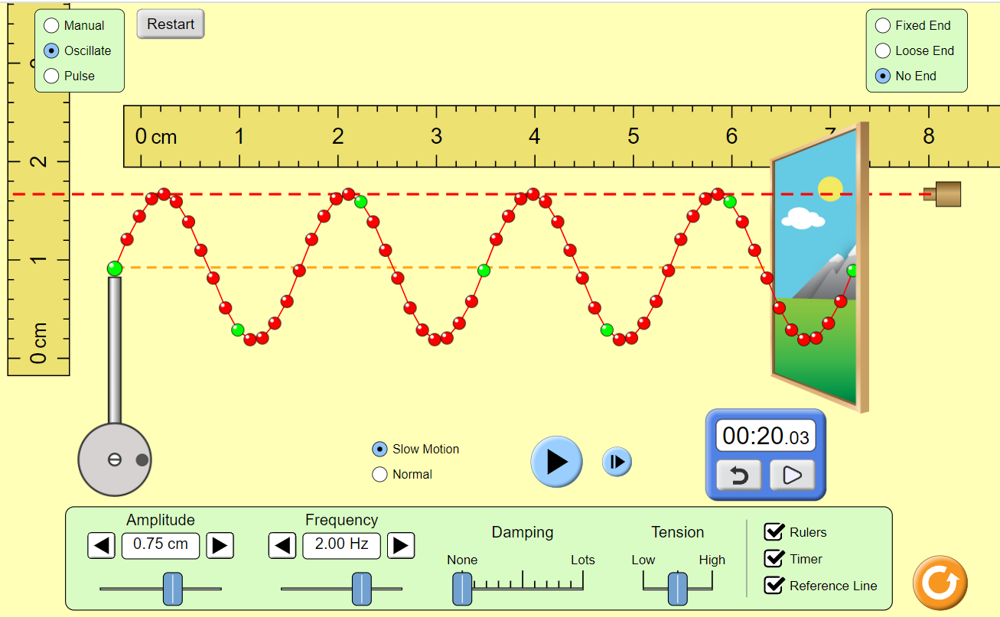 Manual
Oscillate
Pulse
Restart
Fixed End
Loose End
No End
0 cm 1 2 3 4 5 6 7 8
2
1
0 cm
Slow Motion
Normal
00:20.03
Amplitude
0.75 cm
Frequency
2.00 Hz
Damping
None Lots
Tension
Low High
Rulers
Timer
Reference Line